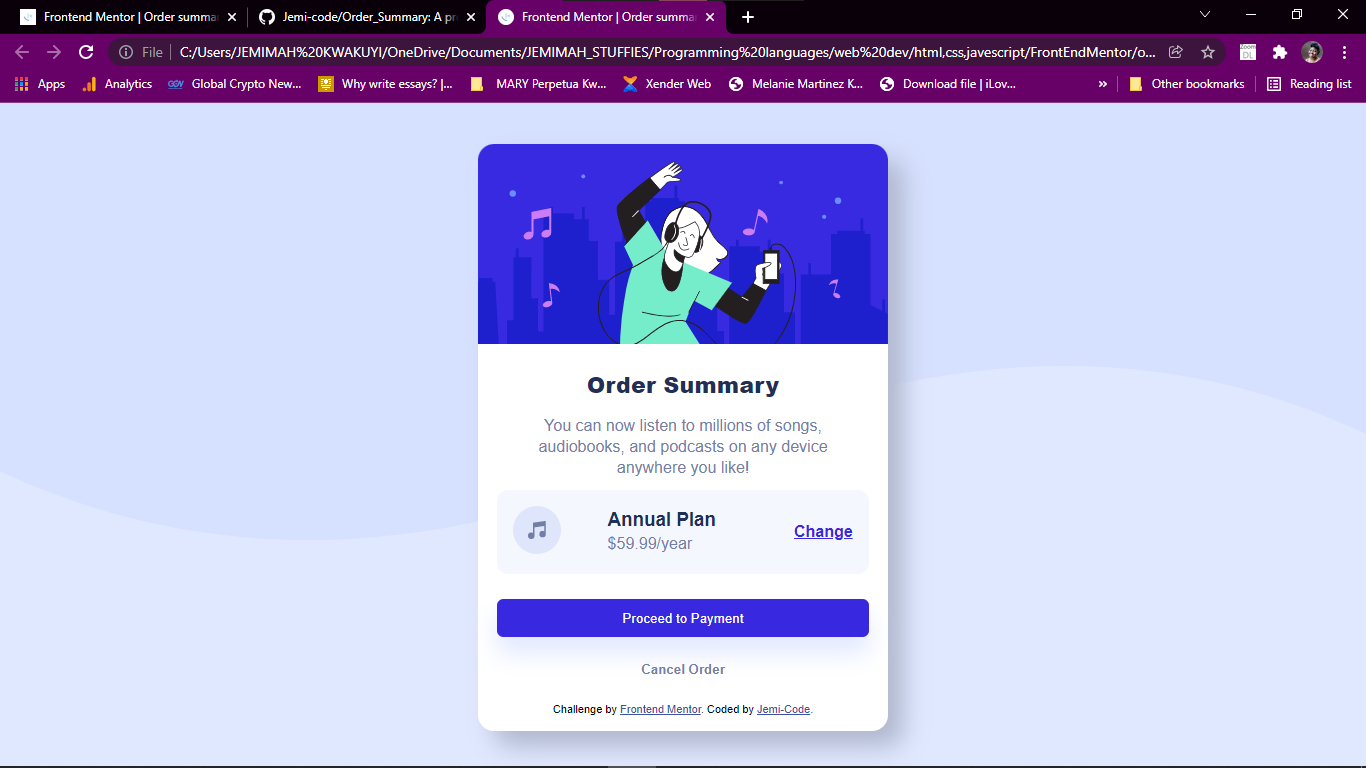 Frontend Mentor | Order summa
Jemi-code/Order_Summary: A pr
Frontend Mentor | Order summa
File
C:/Users/JEMIMAH%20KWAKUYI/OneDrive/Documents/JEMIMAH_STUFFIES/Programming%20languages/web%20dev/html,css,javescript/FrontEndMentor/o...
Zoom
DL
Apps
Analytics
GCN
Global Crypto New...
Why write essays? |...
MARY Perpetua Kw...
Xender Web
Melanie Martinez K...
Download file | iLov...
»
Other bookmarks
Reading list
Order Summary
You can now listen to millions of songs,
audiobooks, and podcasts on any device
anywhere you like!
Annual Plan
$59.99/year
Change
Proceed to Payment
Cancel Order
Challenge by Frontend Mentor. Coded by Jemi-Code.